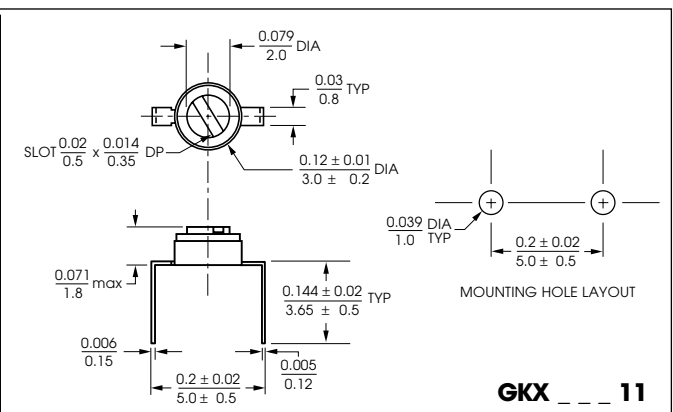 0.079 DIA
2.0
0.03 TYP
0.8
SLOT 0.02 x 0.014 DP
0.5 0.35
0.12 ± 0.01 DIA
3.0 ± 0.2
0.039 DIA
1.0 TYP
0.2 ± 0.02
5.0 ± 0.5
MOUNTING HOLE LAYOUT
0.071 max
1.8
0.144 ± 0.02 TYP
3.65 ± 0.5
0.006
0.15
0.005
0.12
0.2 ± 0.02
5.0 ± 0.5
GKX _ _ _ 11